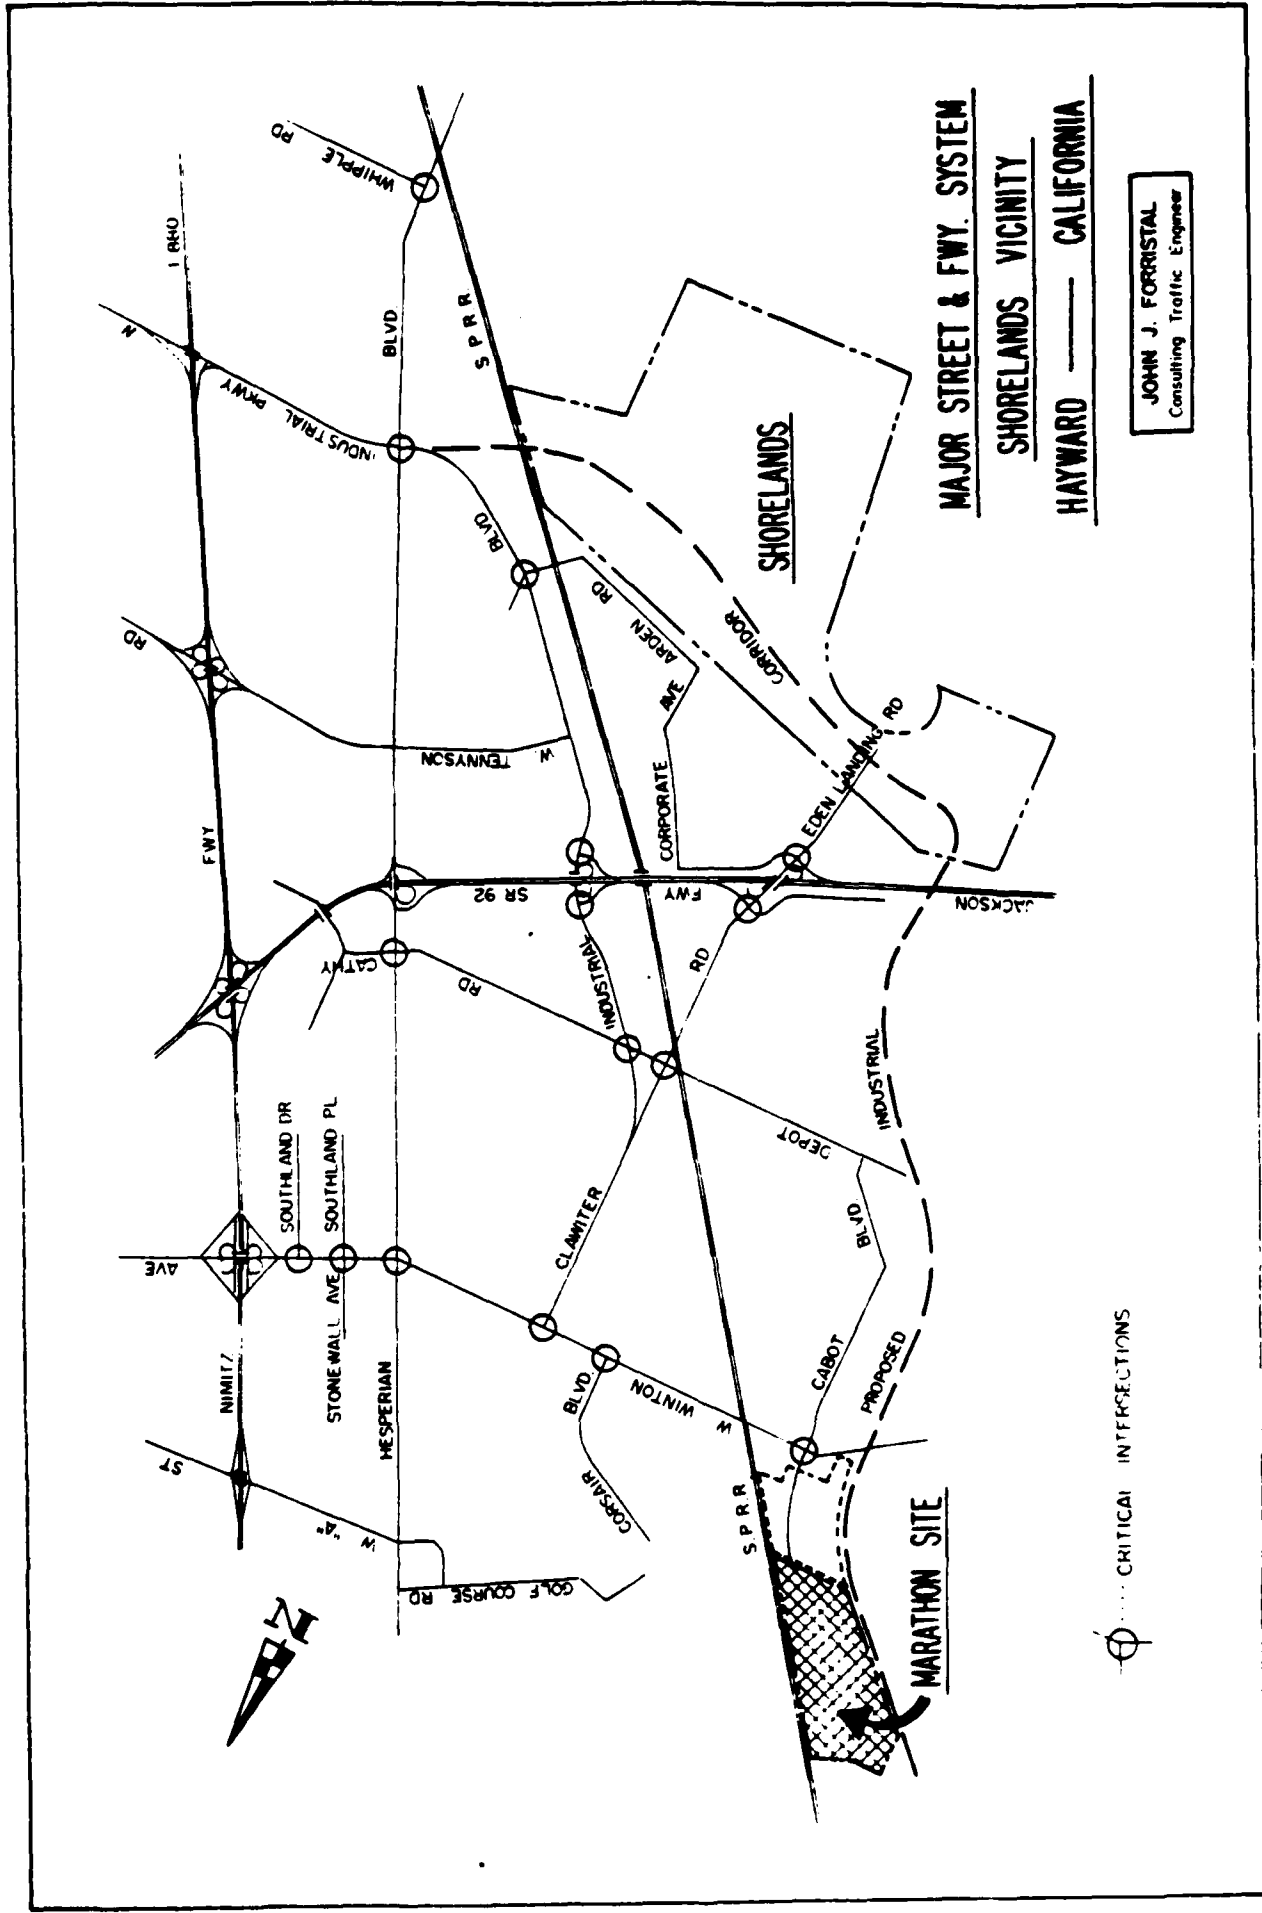 MAJOR STREET & FWY. SYSTEM
SHORELANDS VICINITY
HAYWARD —— CALIFORNIA
JOHN J. FORRISTAL
Consulting Traffic Engineer
SHORELANDS
MARATHON SITE
CRITICAL INTERSECTIONS
N
WHIPPLE RD
I 880
N
INDUSTRIAL PKWY
BLVD
S P R R
BLVD
RD
ARDEN RD
CORRIDOR
AVE
CORPORATE
EDEN LANDING RD
W. TENNYSON
FWY
SR 92
FWY
JACKSON
CATHY
RD
INDUSTRIAL
RD
INDUSTRIAL
DEPOT
SOUTHLAND DR
SOUTHLAND PL
STONEWALL AVE
AVE
CLAWITER
BLVD.
CABOT
PROPOSED
NIMITZ
HESPERIAN
BLVD.
CORSAIR
W WINTON
ST
W "A"
GOLF COURSE RD
S.P.R.R